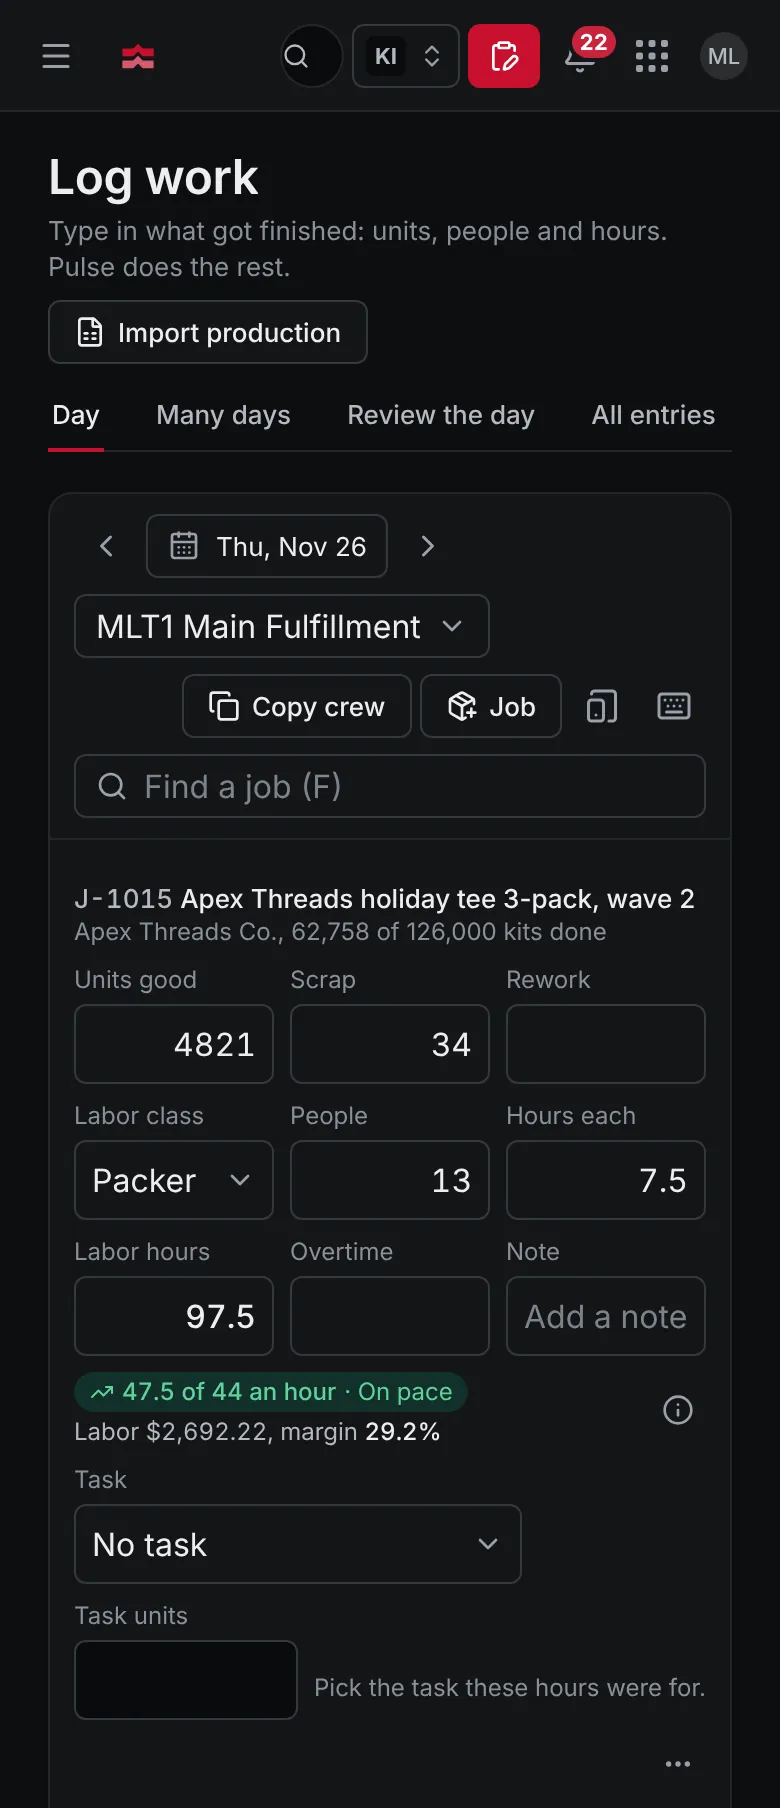 KI
22
ML
Log work
Type in what got finished: units, people and hours.
Pulse does the rest.
Import production
Day Many days Review the day All entries
Thu, Nov 26
MLT1 Main Fulfillment
Copy crew Job
Find a job (F)
J-1015 Apex Threads holiday tee 3-pack, wave 2
Apex Threads Co., 62,758 of 126,000 kits done
Units good Scrap Rework
4821 34
Labor class People Hours each
Packer 13 7.5
Labor hours Overtime Note
97.5 Add a note
47.5 of 44 an hour · On pace
Labor $2,692.22, margin 29.2%
Task
No task
Task units
Pick the task these hours were for.